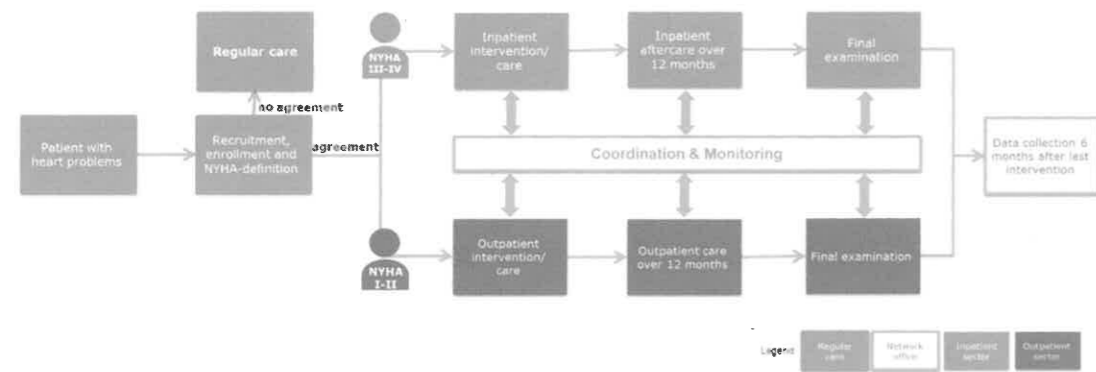 Regular care
no agreement
Patient with
heart problems
Recruitment,
enrollment and
NYHA-definition
agreement
NYHA
III-IV
Inpatient
intervention/
care
Inpatient
aftercare over
12 months
Final
examination
Coordination & Monitoring
Data collection 6
months after last
intervention
NYHA
I-II
Outpatient
intervention/
care
Outpatient care
over 12 months
Final examination
Legend
Regular
care
Network
office
Inpatient
sector
Outpatient
sector